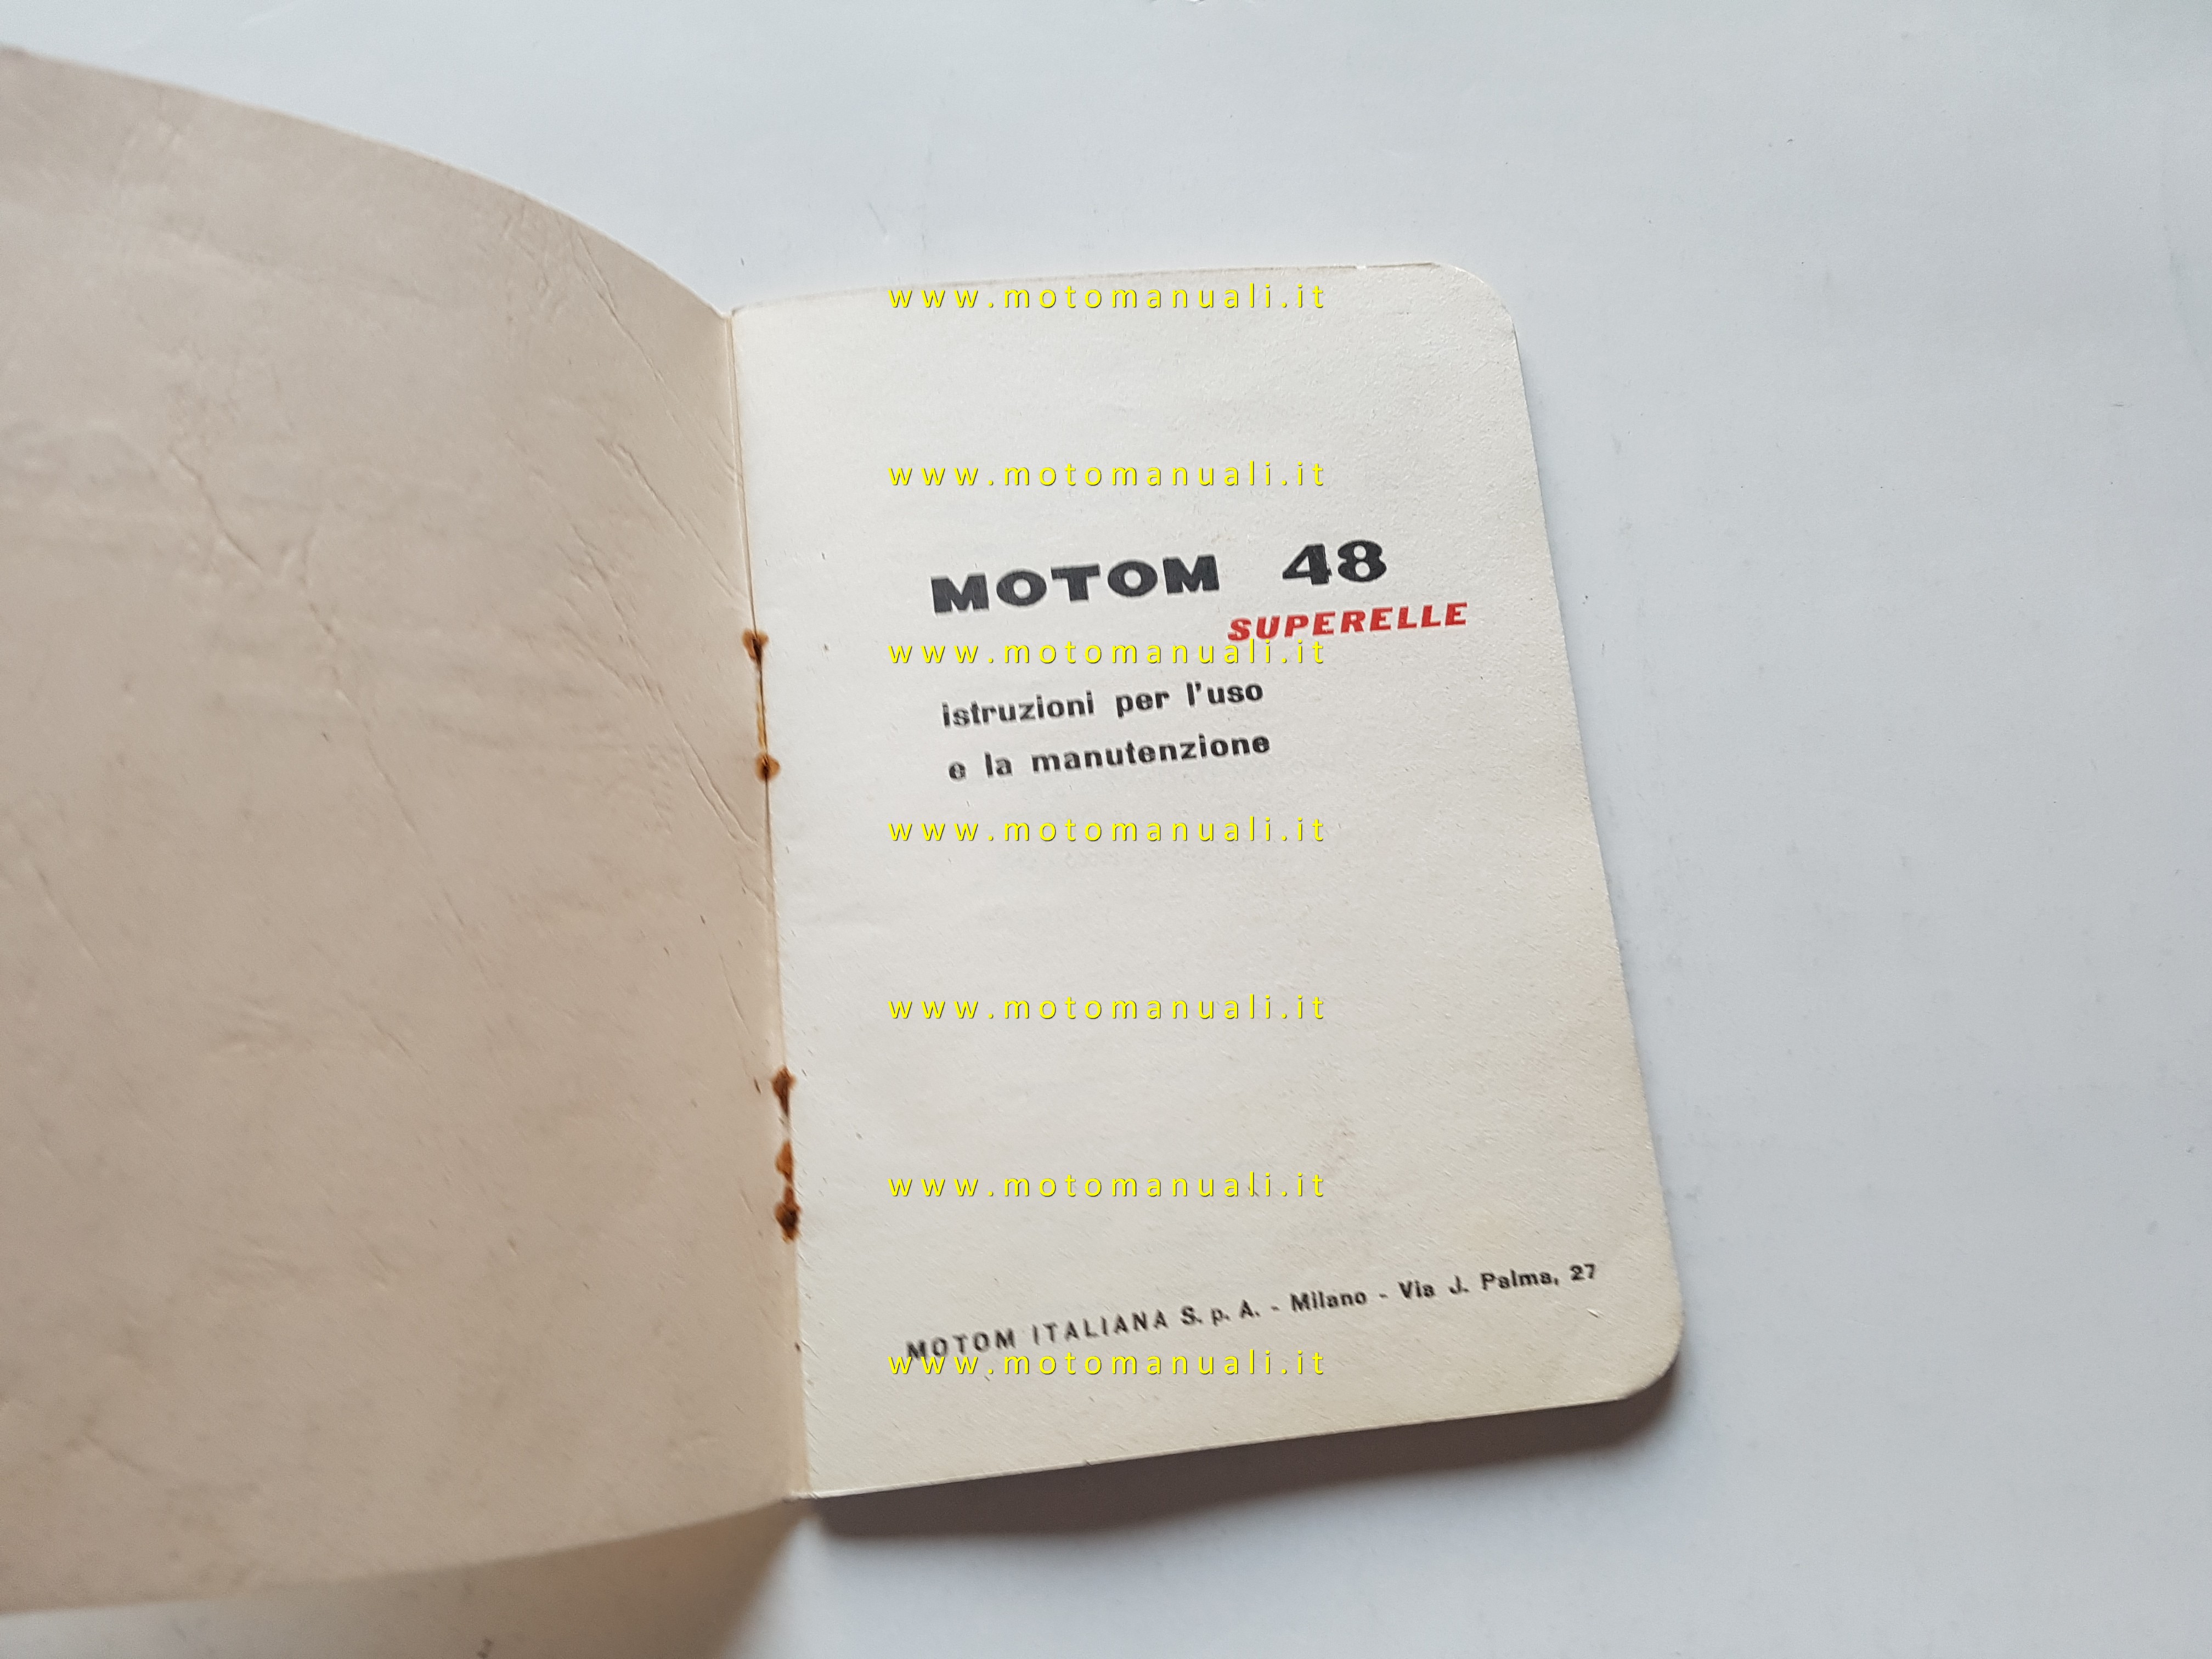 www.motomanuali.it
www.motomanuali.it
MOTOM 48
SUPERELLE
www.motomanuali.it
istruzioni per l'uso
e la manutenzione
www.motomanuali.it
www.motomanuali.it
www.motomanuali.it
MOTOM ITALIANA S. p. A. - Milano - Via J. Palma, 27
www.motomanuali.it